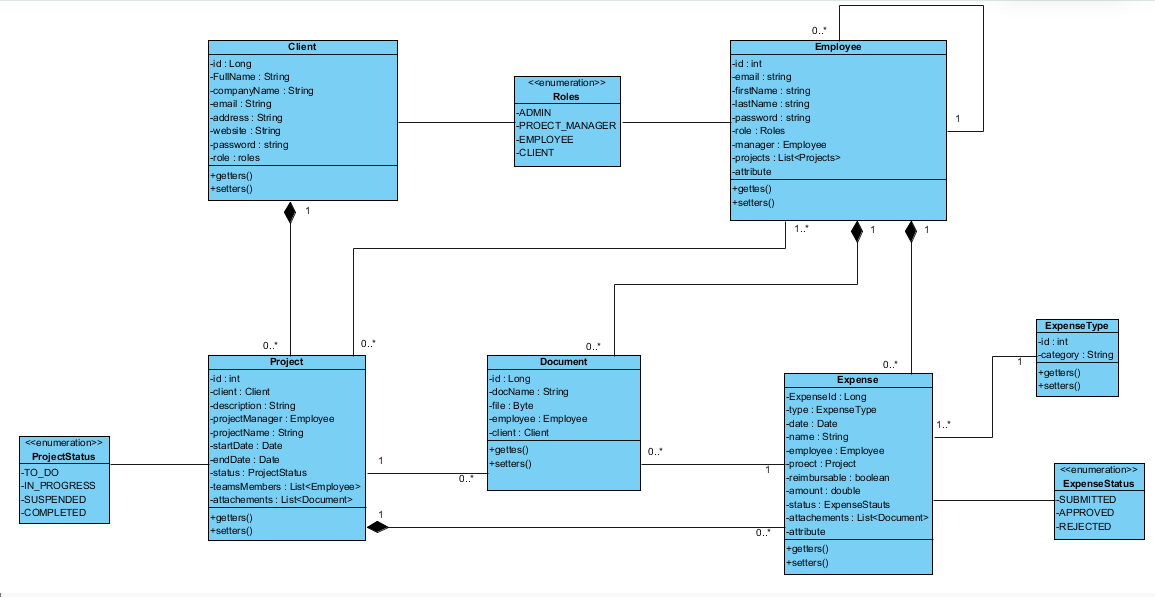 Client
-id : Long
-FullName : String
-companyName : String
-email : String
-address : String
-website : String
-password : string
-role : roles
+getters()
+setters()
<<enumeration>>
Roles
-ADMIN
-PROECT_MANAGER
-EMPLOYEE
-CLIENT
0..*
Employee
-id : int
-email : string
-firstName : string
-lastName : string
-password : string
-role : Roles
-manager : Employee
-projects : List<Projects>
-attribute
+gettes()
+setters()
1
1
1..*
1
1
0..*
0..*
0..*
0..*
Project
-id : int
-client : Client
-description : String
-projectManager : Employee
-projectName : String
-startDate : Date
-endDate : Date
-status : ProjectStatus
-teamsMembers : List<Employee>
-attachements : List<Document>
+getters()
+setters()
Document
-id : Long
-docName : String
-file : Byte
-employee : Employee
-client : Client
+gettes()
+setters()
Expense
-ExpenseId : Long
-type : ExpenseType
-date : Date
-name : String
-employee : Employee
-proect : Project
-reimbursable : boolean
-amount : double
-status : ExpenseStauts
-attachements : List<Document>
-attribute
+getters()
+setters()
ExpenseType
-id : int
-category : String
+getters()
+setters()
1
1..*
<<enumeration>>
ProjectStatus
-TO_DO
-IN_PROGRESS
-SUSPENDED
-COMPLETED
1
0..*
0..*
1
1
0..*
<<enumeration>>
ExpenseStatus
-SUBMITTED
-APPROVED
-REJECTED